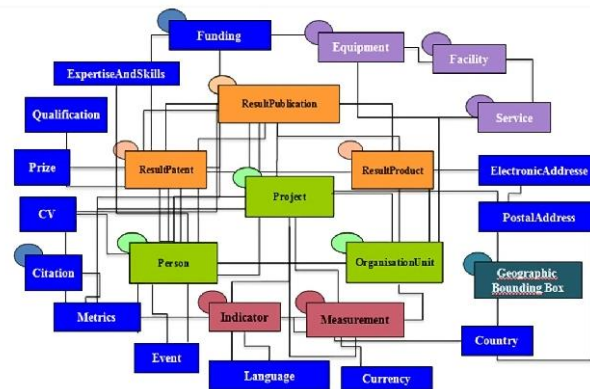 Funding
Equipment
Facility
ExpertiseAndSkills
ResultPublication
Qualification
Service
Prize
ResultPatent
ResultProduct
ElectronicAddresse
Project
CV
PostalAddress
Person
OrganisationUnit
Citation
Geographic
Bounding Box
Metrics
Indicator
Measurement
Country
Event
Language
Currency